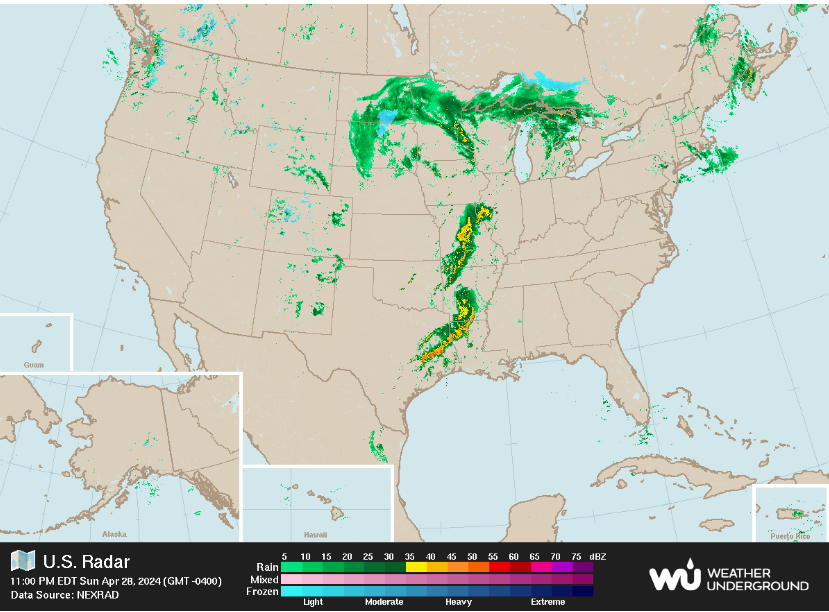 Guam
Alaska
Hawaii
Puerto Rico
U.S. Radar
11:00 PM EDT Sun Apr 28, 2024 (GMT -0400)
Data Source: NEXRAD
5 10 15 20 25 30 35 40 45 50 55 60 65 70 75 dBZ
Rain
Mixed
Frozen
Light Moderate Heavy Extreme
wu WEATHER
UNDERGROUND